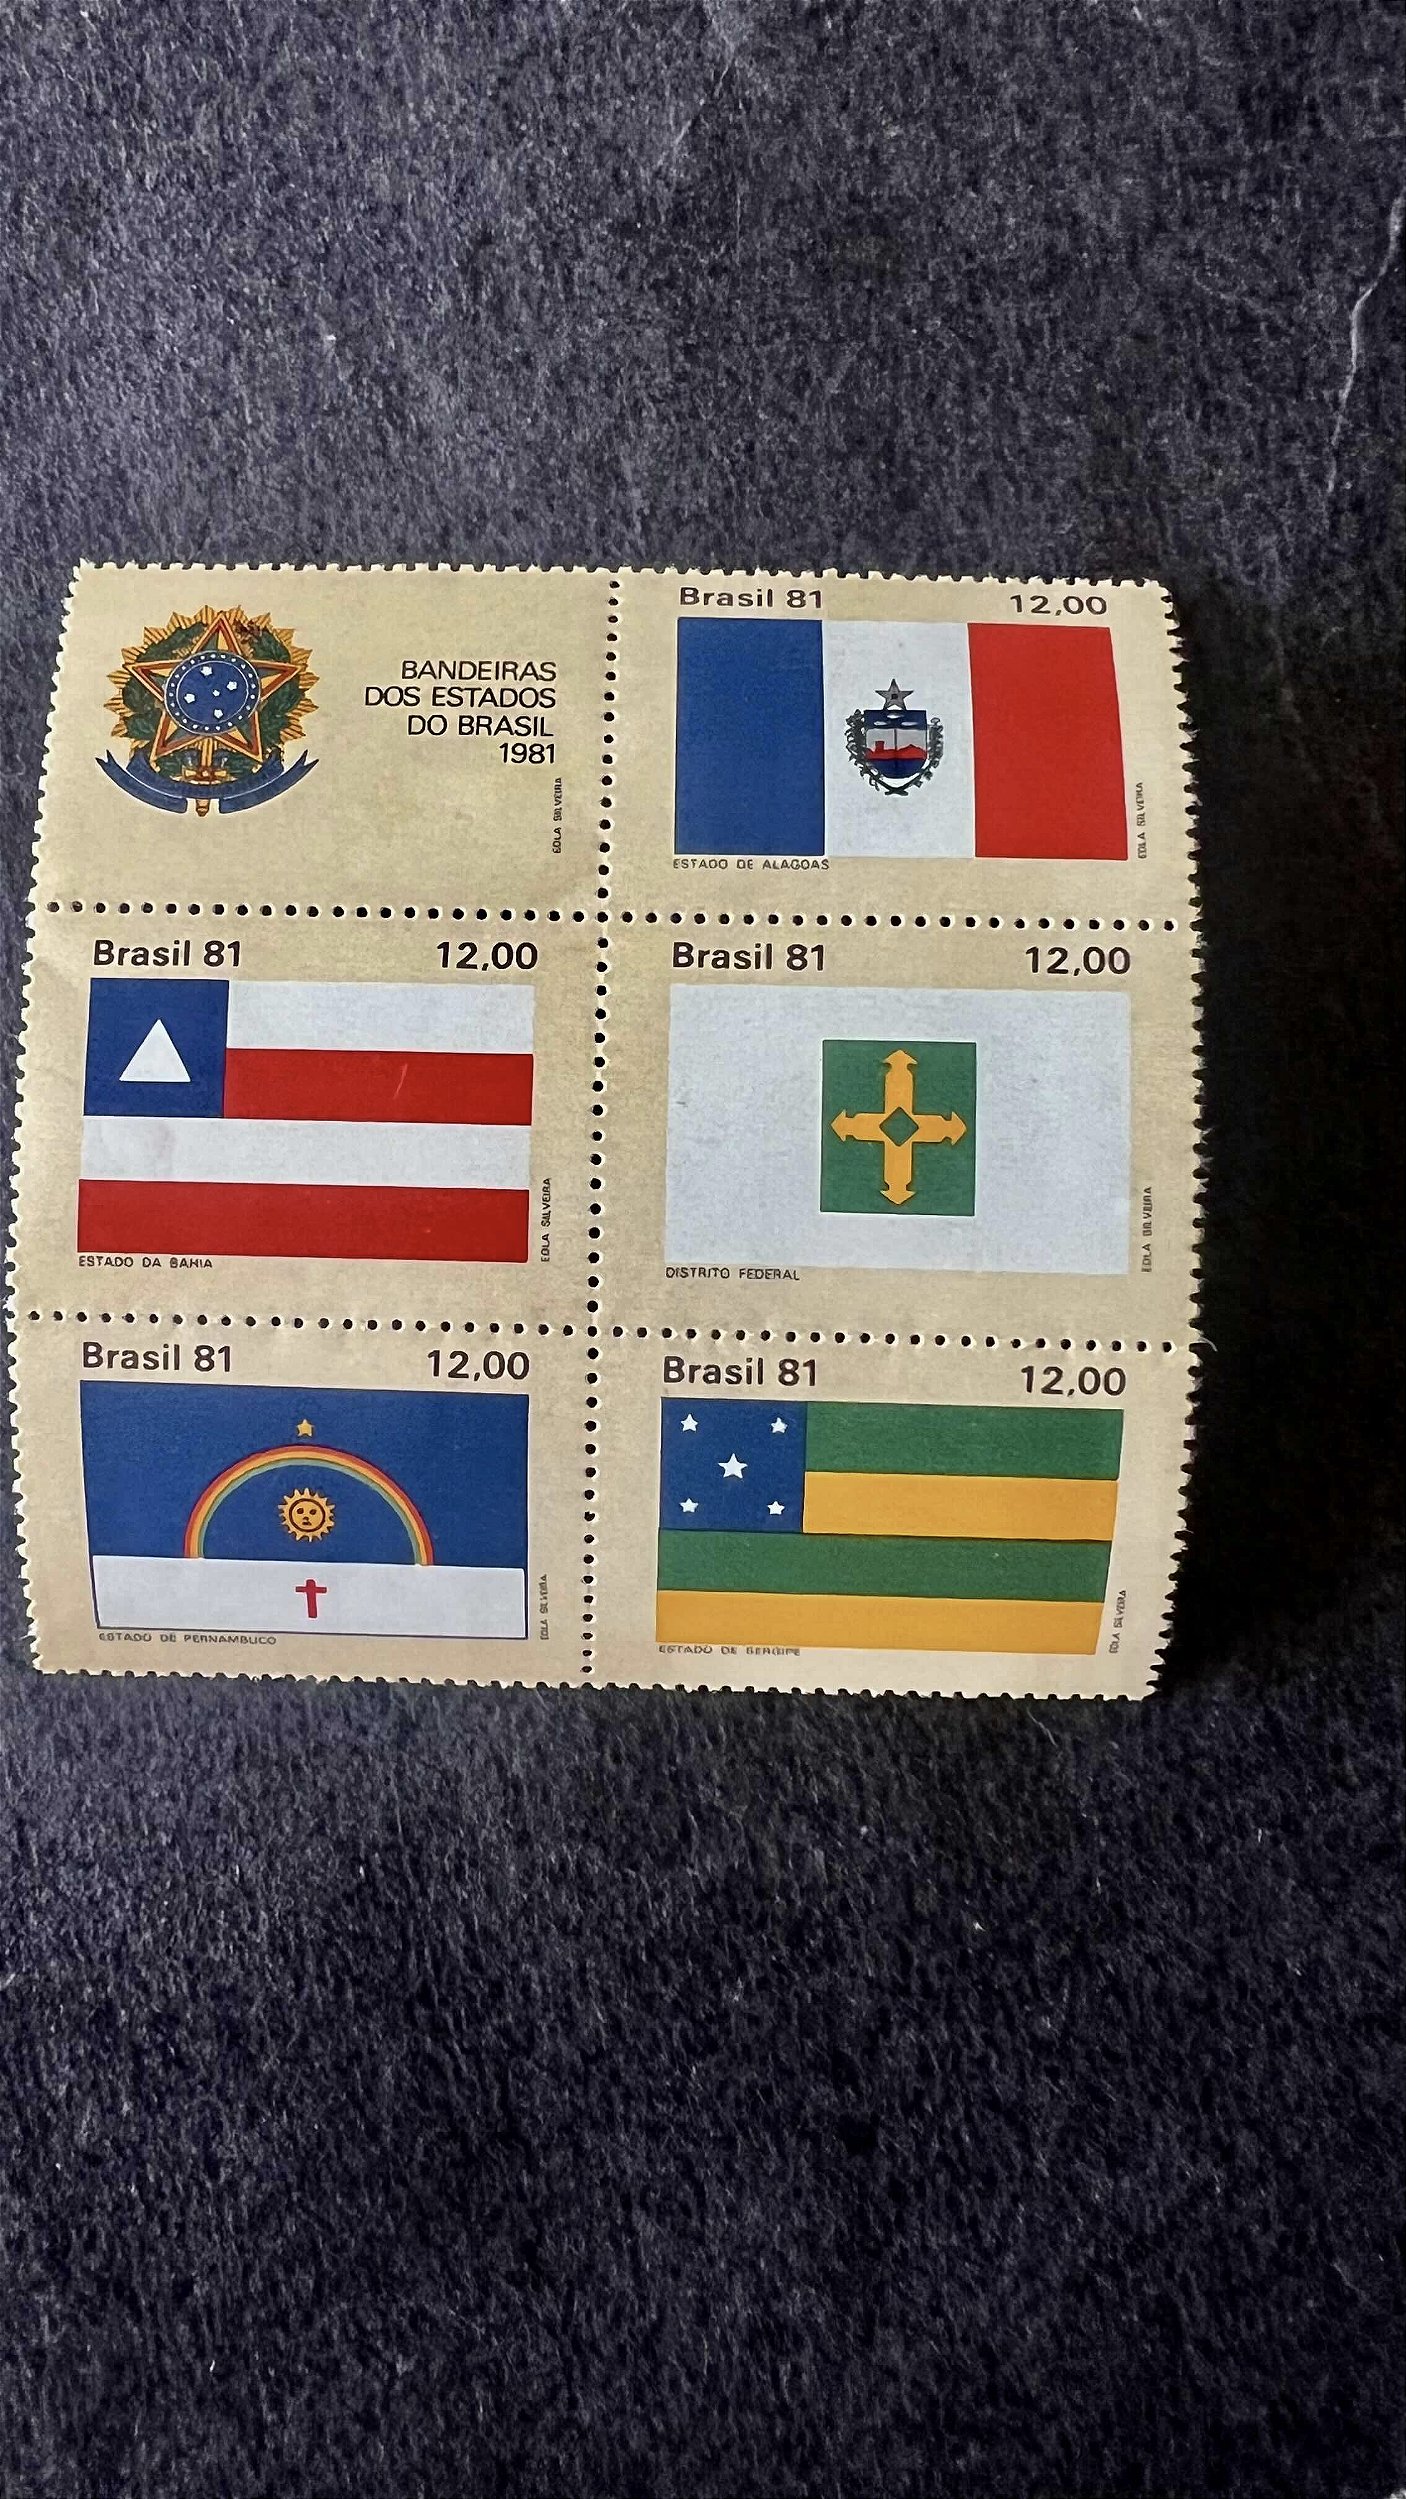 BANDEIRAS
DOS ESTADOS
DO BRASIL
1981
EDLA SILVEIRA
Brasil 81 12,00
ESTADO DE ALAGOAS
EDLA SILVEIRA
Brasil 81 12,00
ESTADO DA BAHIA
EDLA SILVEIRA
Brasil 81 12,00
DISTRITO FEDERAL
EDLA SILVEIRA
Brasil 81 12,00
ESTADO DE PERNAMBUCO
EDLA SILVEIRA
Brasil 81 12,00
ESTADO DE SERGIPE
EDLA SILVEIRA